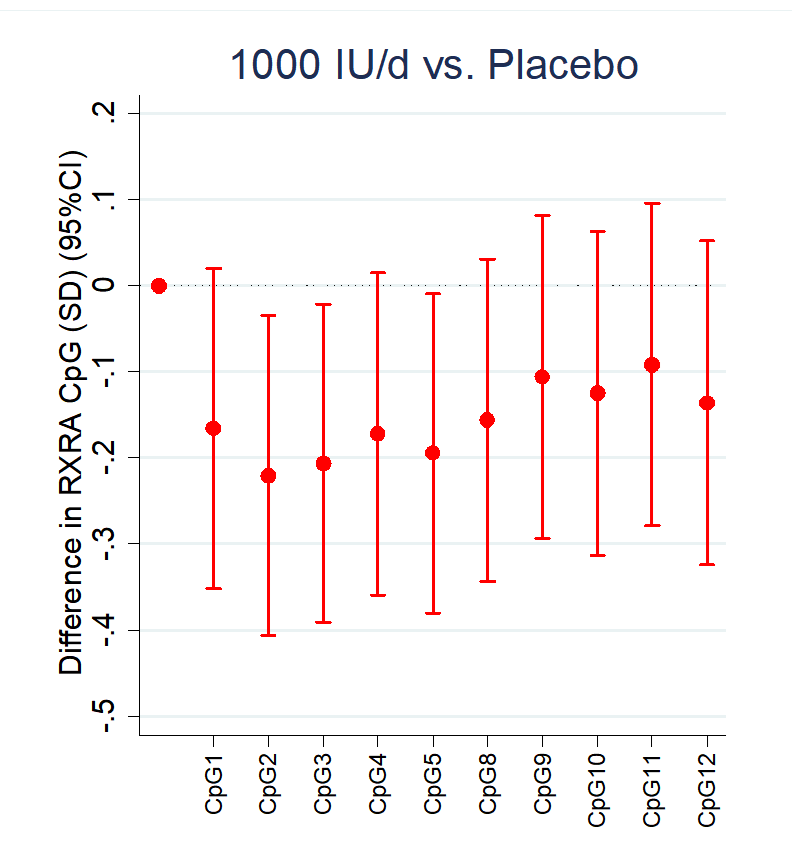 1000 IU/d vs. Placebo
Difference in RXRA CpG (SD) (95%CI)
.2
.1
0
-.1
-.2
-.3
-.4
-.5
CpG1
CpG2
CpG3
CpG4
CpG5
CpG8
CpG9
CpG10
CpG11
CpG12